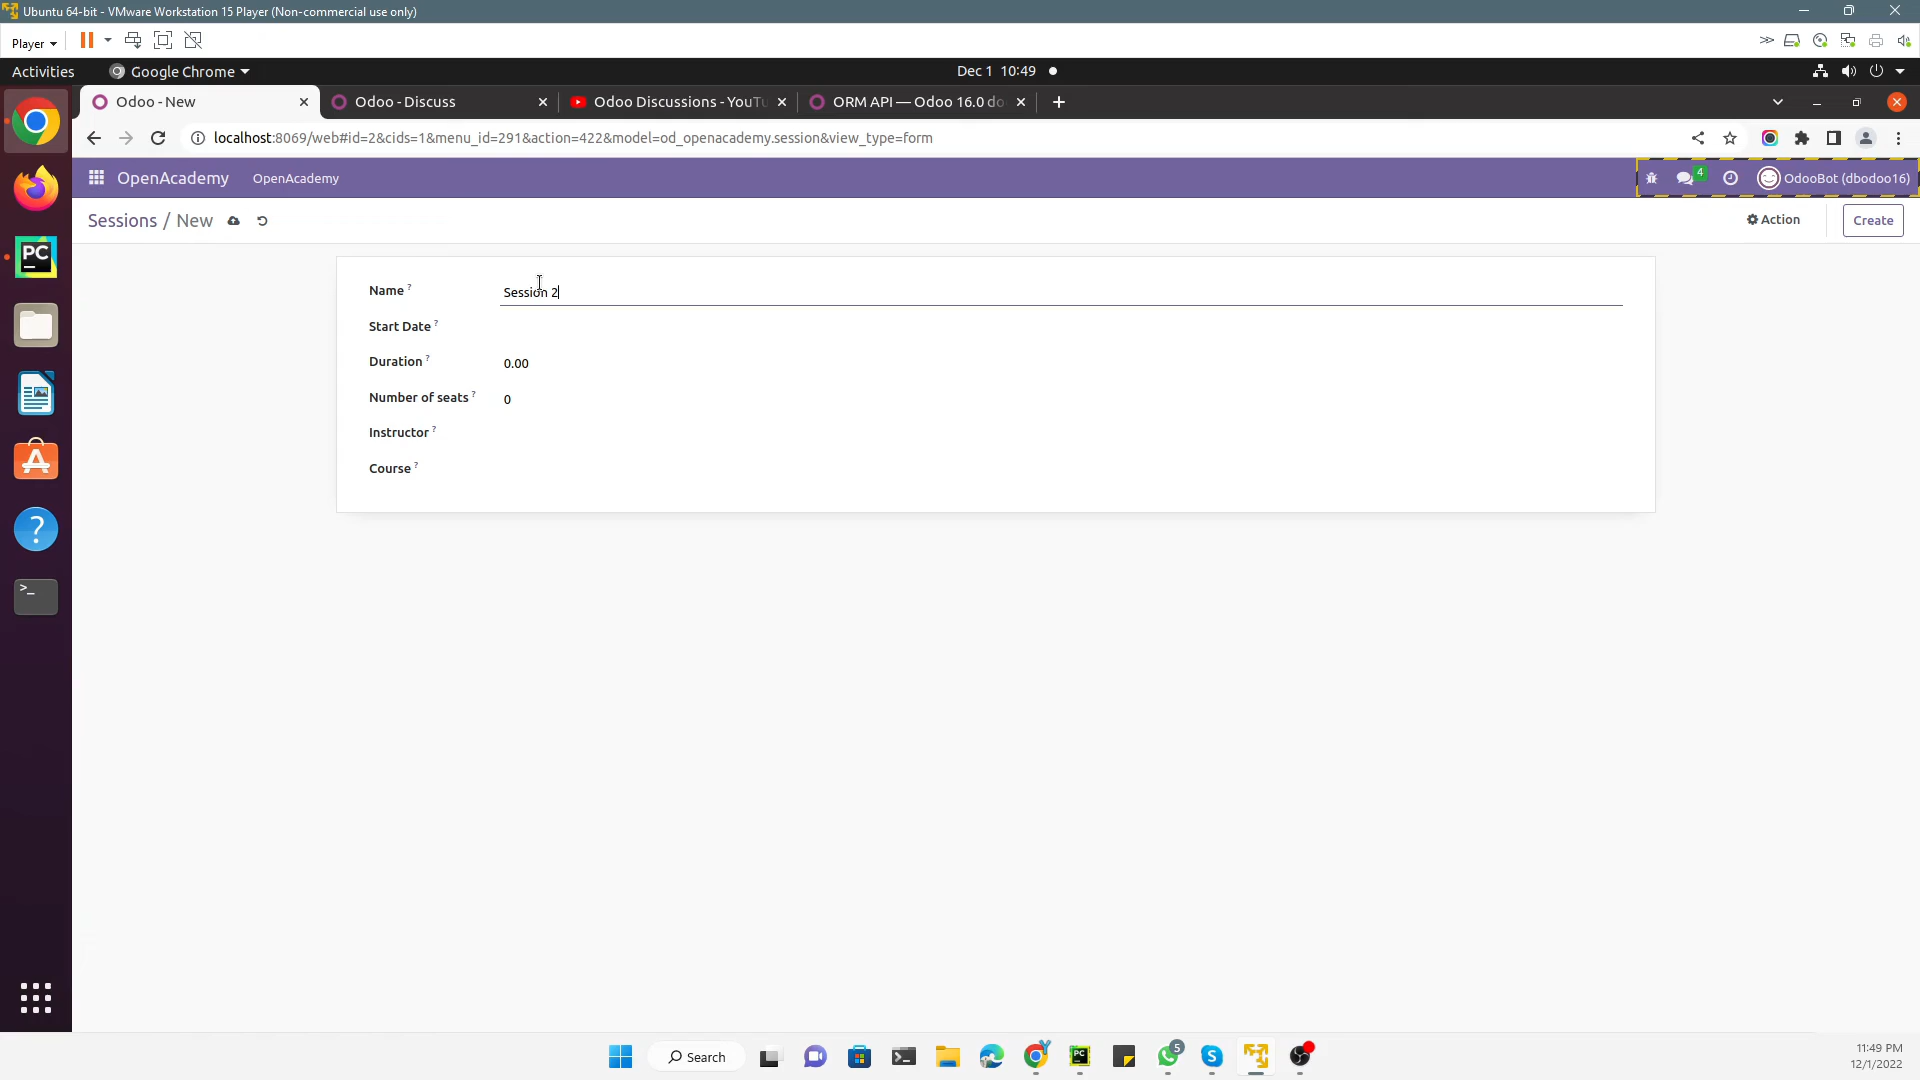 Ubuntu 64-bit - VMware Workstation 15 Player (Non-commercial use only)
Player
Activities
Google Chrome
Dec 1 10:49
Odoo - New
Odoo - Discuss
Odoo Discussions - YouTu
ORM API — Odoo 16.0 do
localhost:8069/web#id=2&cids=1&menu_id=291&action=422&model=od_openacademy.session&view_type=form
OpenAcademy
OpenAcademy
4
OdooBot (dbodoo16)
Sessions / New
Action
Create
Name ?
Session 2
Start Date ?
Duration ?
0.00
Number of seats ?
0
Instructor ?
Course ?
PC
Search
PC
5
11:49 PM
12/1/2022